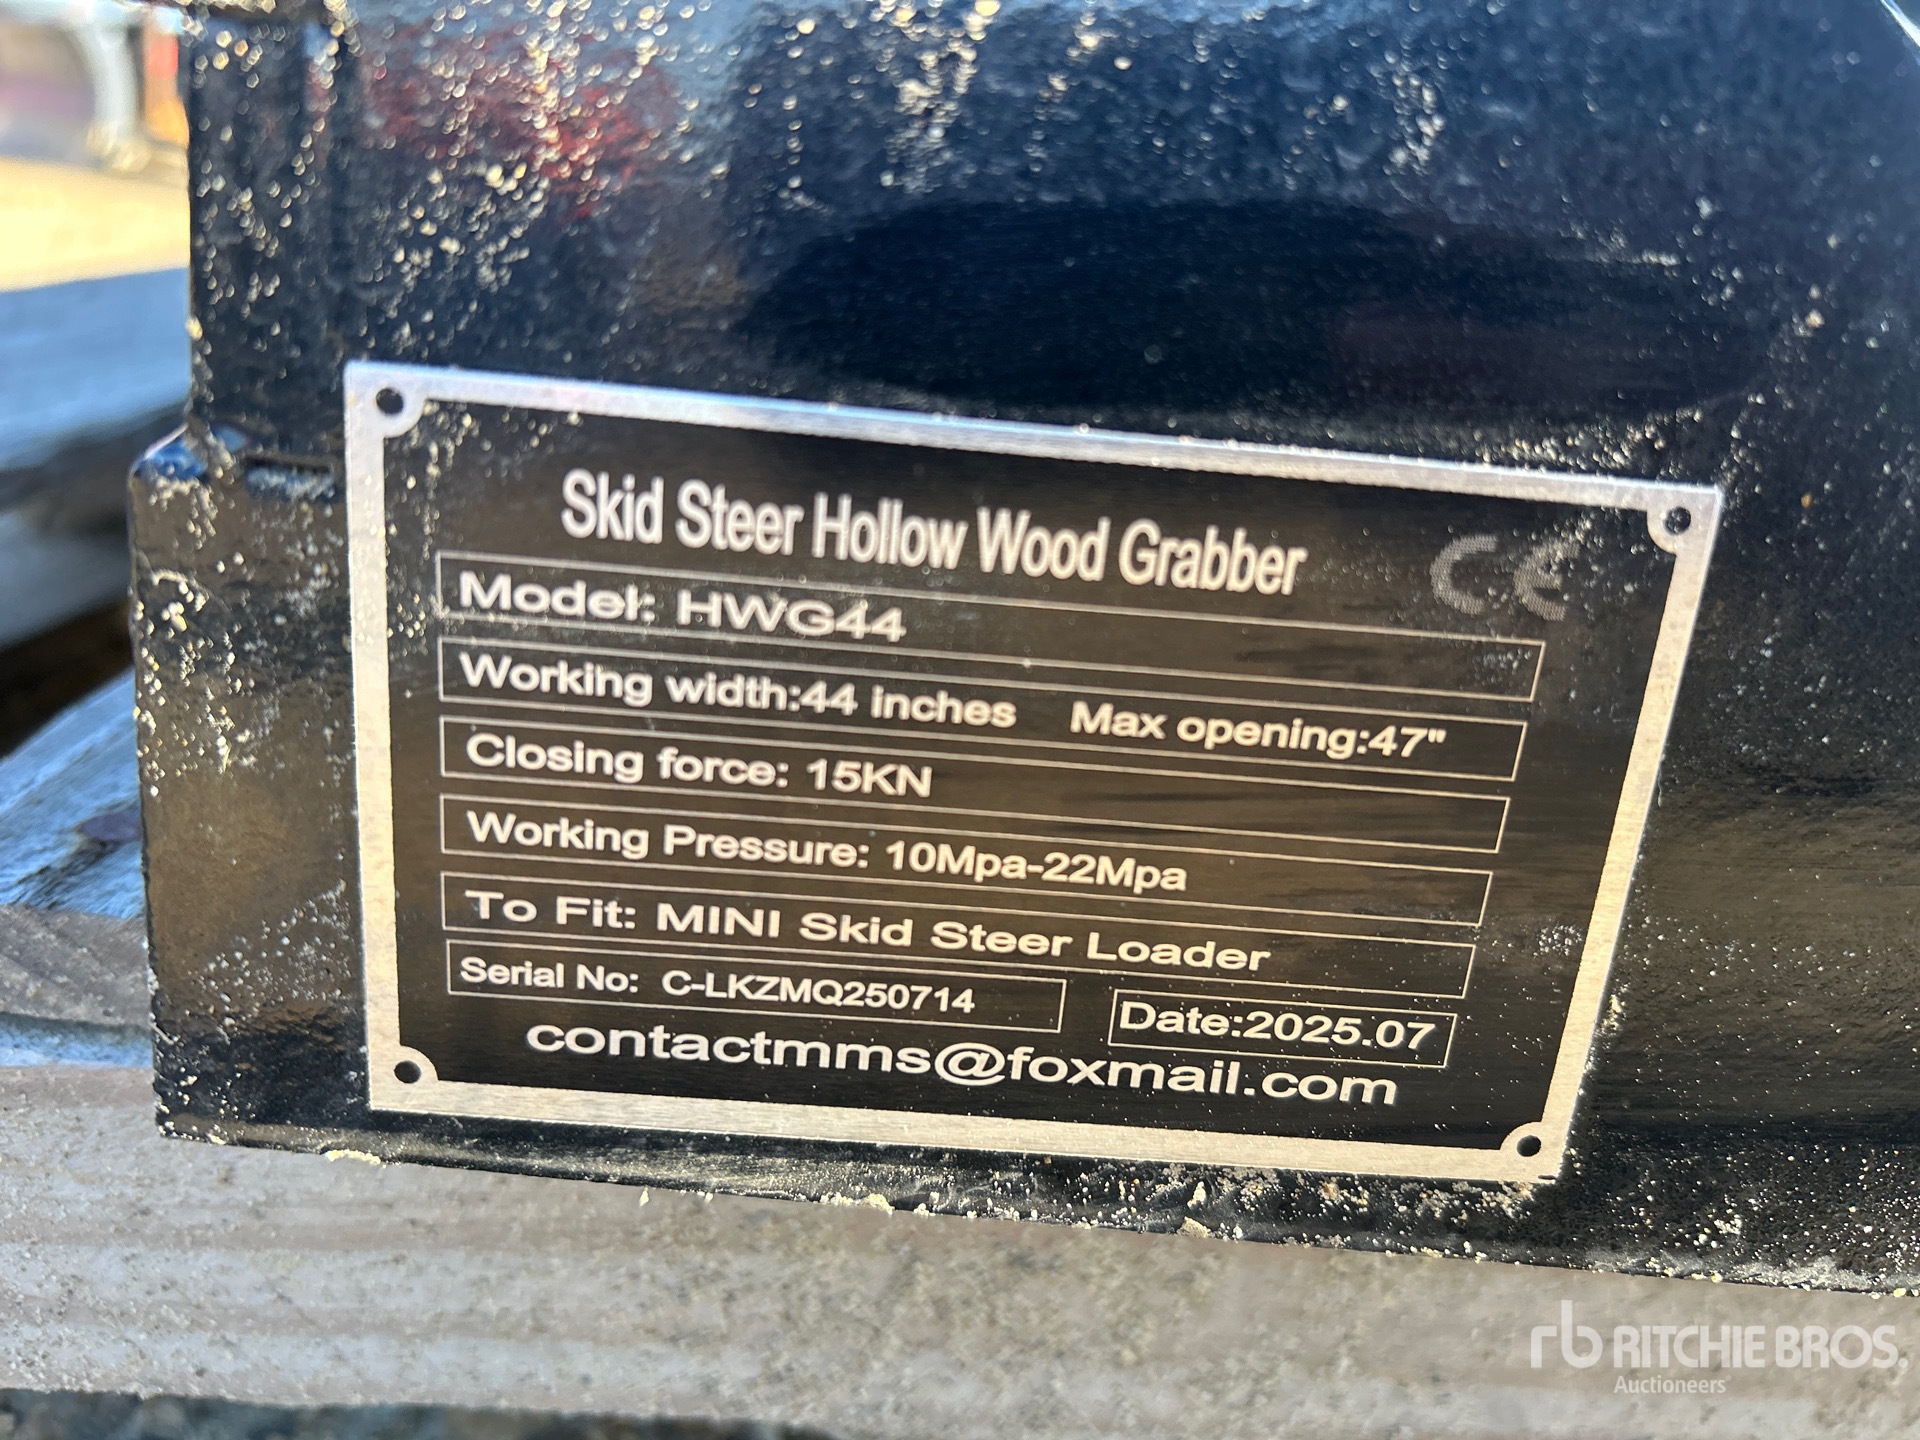 Skid Steer Hollow Wood Grabber
CE
Model: HWG44
Working width:44 inches Max opening:47"
Closing force: 15KN
Working Pressure: 10Mpa-22Mpa
To Fit: MINI Skid Steer Loader
Serial No: C-LKZMQ250714
Date:2025.07
contactmms@foxmail.com
rb RITCHIE BROS.
Auctioneers